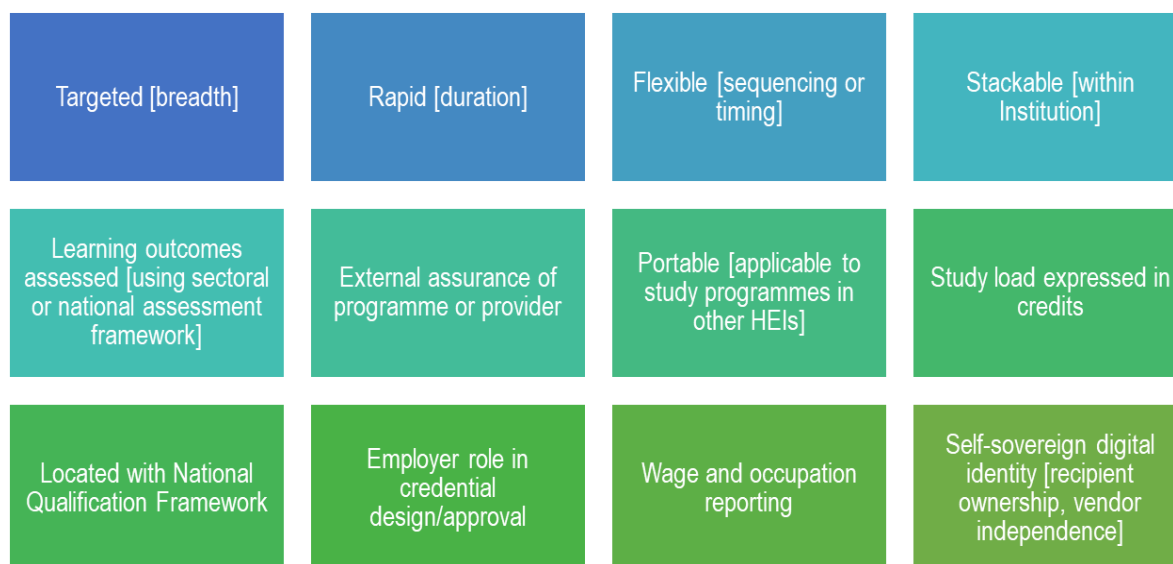 Targeted [breadth]
Rapid [duration]
Flexible [sequencing or
timing]
Stackable [within
Institution]
Learning outcomes
assessed [using sectoral
or national assessment
framework]
External assurance of
programme or provider
Portable [applicable to
study programmes in
other HEIs]
Study load expressed in
credits
Located with National
Qualification Framework
Employer role in
credential
design/approval
Wage and occupation
reporting
Self-sovereign digital
identity [recipient
ownership, vendor
independence]